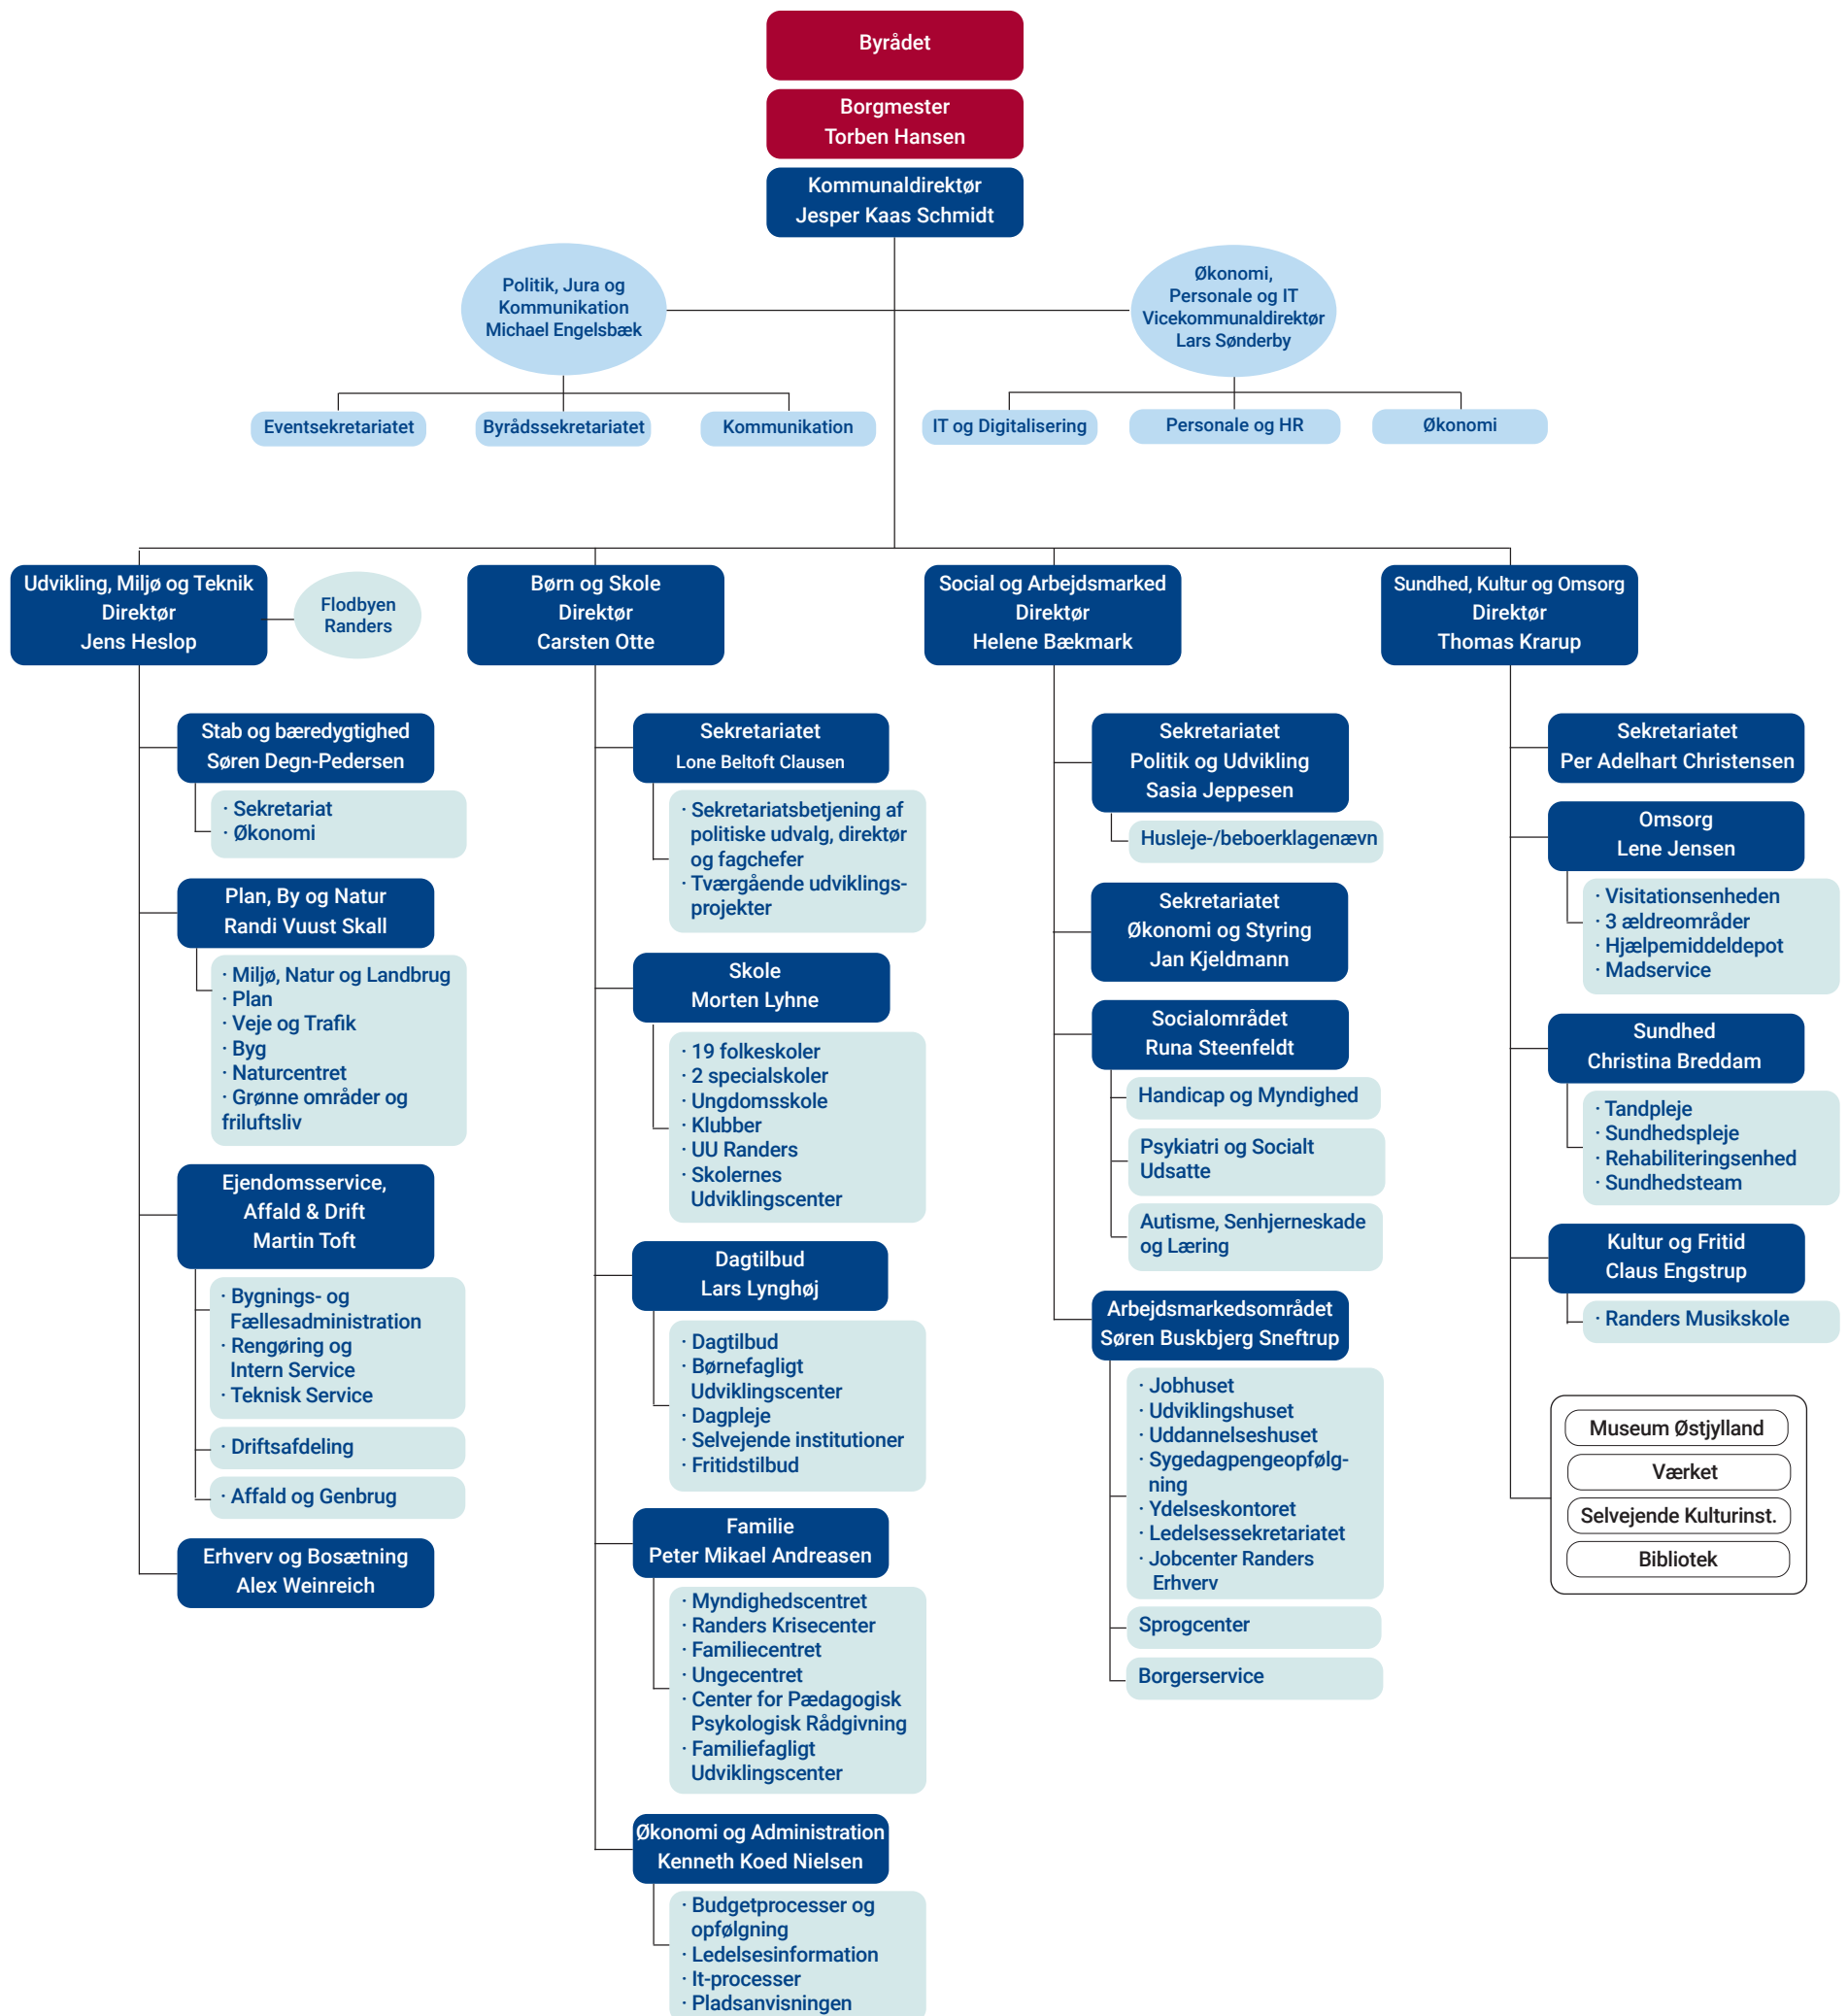 Byrådet
Borgmester
Torben Hansen
Kommunaldirektør
Jesper Kaas Schmidt
Politik, Jura og
Kommunikation
Michael Engelsbæk
Økonomi,
Personale og IT
Vicekommunaldirektør
Lars Sønderby
Eventsekretariatet
Byrådssekretariatet
Kommunikation
IT og Digitalisering
Personale og HR
Økonomi
Udvikling, Miljø og Teknik
Direktør
Jens Heslop
Flodbyen
Randers
Stab og bæredygtighed
Søren Degn-Pedersen
· Sekretariat
· Økonomi
Plan, By og Natur
Randi Vuust Skall
· Miljø, Natur og Landbrug
· Plan
· Veje og Trafik
· Byg
· Naturcentret
· Grønne områder og
friluftsliv
Ejendomsservice,
Affald & Drift
Martin Toft
· Bygnings- og
Fællesadministration
· Rengøring og
Intern Service
· Teknisk Service
· Driftsafdeling
· Affald og Genbrug
Erhverv og Bosætning
Alex Weinreich
Børn og Skole
Direktør
Carsten Otte
Sekretariatet
Lone Beltoft Clausen
· Sekretariatsbetjening af
politiske udvalg, direktør
og fagchefer
· Tværgående udviklings-
projekter
Skole
Morten Lyhne
· 19 folkeskoler
· 2 specialskoler
· Ungdomsskole
· Klubber
· UU Randers
· Skolernes
Udviklingscenter
Dagtilbud
Lars Lynghøj
· Dagtilbud
· Børnefagligt
Udviklingscenter
· Dagpleje
· Selvejende institutioner
· Fritidstilbud
Familie
Peter Mikael Andreasen
· Myndighedscentret
· Randers Krisecenter
· Familiecentret
· Ungecentret
· Center for Pædagogisk
Psykologisk Rådgivning
· Familiefagligt
Udviklingscenter
Økonomi og Administration
Kenneth Koed Nielsen
· Budgetprocesser og
opfølgning
· Ledelsesinformation
· It-processer
· Pladsanvisningen
Social og Arbejdsmarked
Direktør
Helene Bækmark
Sekretariatet
Politik og Udvikling
Sasia Jeppesen
Husleje-/beboerklagenævn
Sekretariatet
Økonomi og Styring
Jan Kjeldmann
Socialområdet
Runa Steenfeldt
Handicap og Myndighed
Psykiatri og Socialt
Udsatte
Autisme, Senhjerneskade
og Læring
Arbejdsmarkedsområdet
Søren Buskbjerg Sneftrup
· Jobhuset
· Udviklingshuset
· Uddannelseshuset
· Sygedagpengeopfølg-
ning
· Ydelseskontoret
· Ledelsessekretariatet
· Jobcenter Randers
Erhverv
Sprogcenter
Borgerservice
Sundhed, Kultur og Omsorg
Direktør
Thomas Krarup
Sekretariatet
Per Adelhart Christensen
Omsorg
Lene Jensen
· Visitationsenheden
· 3 ældreområder
· Hjælpemiddeldepot
· Madservice
Sundhed
Christina Breddam
· Tandpleje
· Sundhedspleje
· Rehabiliteringsenhed
· Sundhedsteam
Kultur og Fritid
Claus Engstrup
· Randers Musikskole
Museum Østjylland
Værket
Selvejende Kulturinst.
Bibliotek